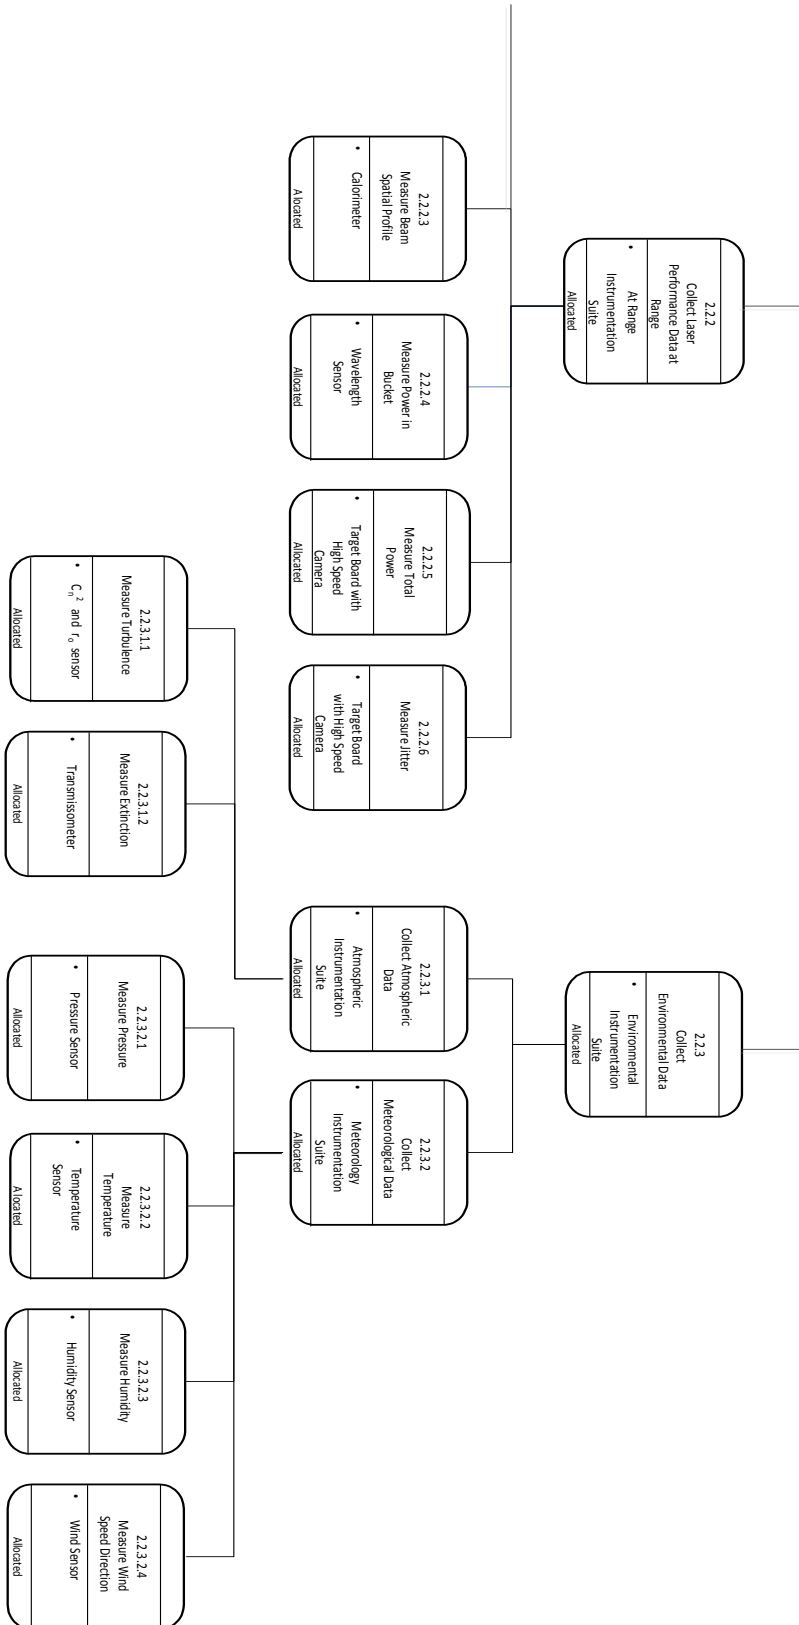 2.2.2
Collect Laser
Performance Data at
Range
• At Range
Instrumentation
Suite
Allocated
2.2.3
Collect
Environmental Data
• Environmental
Instrumentation
Suite
Allocated
2.2.2.3
Measure Beam
Spatial Profile
• Calorimeter
Allocated
2.2.2.4
Measure Power in
Bucket
• Wavelength
Sensor
Allocated
2.2.2.5
Measure Total
Power
• Target Board with
High Speed
Camera
Allocated
2.2.2.6
Measure Jitter
• Target Board
with High Speed
Camera
Allocated
2.2.3.1
Collect Atmospheric
Data
• Atmospheric
Instrumentation
Suite
Allocated
2.2.3.2
Collect
Meteorological Data
• Meteorology
Instrumentation
Suite
Allocated
2.2.3.1.1
Measure Turbulence
• Cₙ² and r₀ sensor
Allocated
2.2.3.1.2
Measure Extinction
• Transmissometer
Allocated
2.2.3.2.1
Measure Pressure
• Pressure Sensor
Allocated
2.2.3.2.2
Measure
Temperature
• Temperature
Sensor
Allocated
2.2.3.2.3
Measure Humidity
• Humidity Sensor
Allocated
2.2.3.2.4
Measure Wind
Speed Direction
• Wind Sensor
Allocated